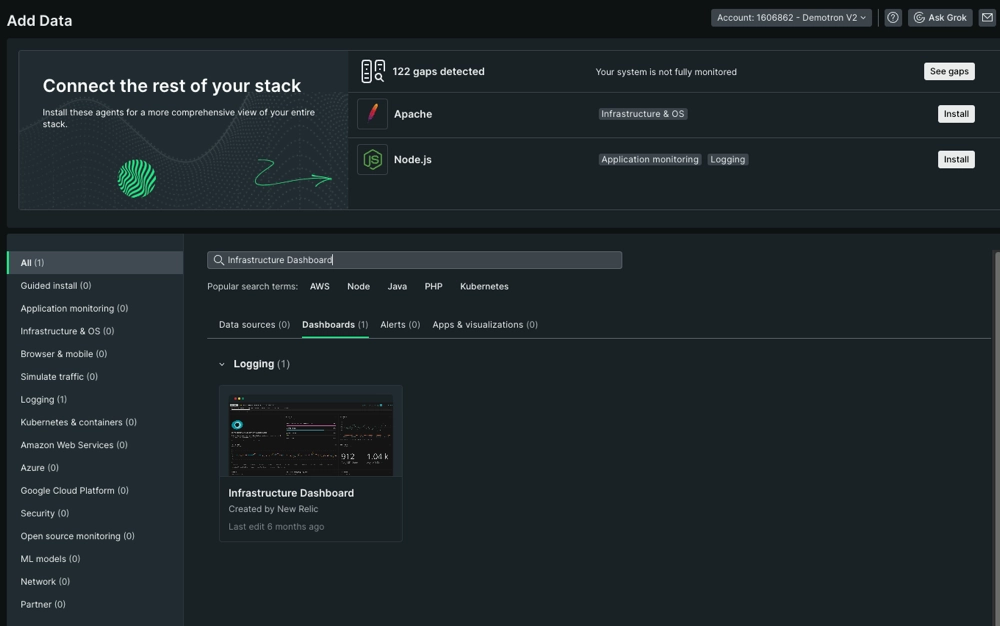 Add Data
Account: 1606862 - Demotron V2
Ask Grok
Connect the rest of your stack
Install these agents for a more comprehensive view of your entire
stack.
122 gaps detected
Your system is not fully monitored
See gaps
Apache
Infrastructure & OS
Install
Node.js
Application monitoring
Logging
Install
All (1)
Guided install (0)
Application monitoring (0)
Infrastructure & OS (0)
Browser & mobile (0)
Simulate traffic (0)
Logging (1)
Kubernetes & containers (0)
Amazon Web Services (0)
Azure (0)
Google Cloud Platform (0)
Security (0)
Open source monitoring (0)
ML models (0)
Network (0)
Partner (0)
Infrastructure Dashboard
Popular search terms: AWS Node Java PHP Kubernetes
Data sources (0) Dashboards (1) Alerts (0) Apps & visualizations (0)
Logging (1)
912 1.04 k
Infrastructure Dashboard
Created by New Relic
Last edit 6 months ago